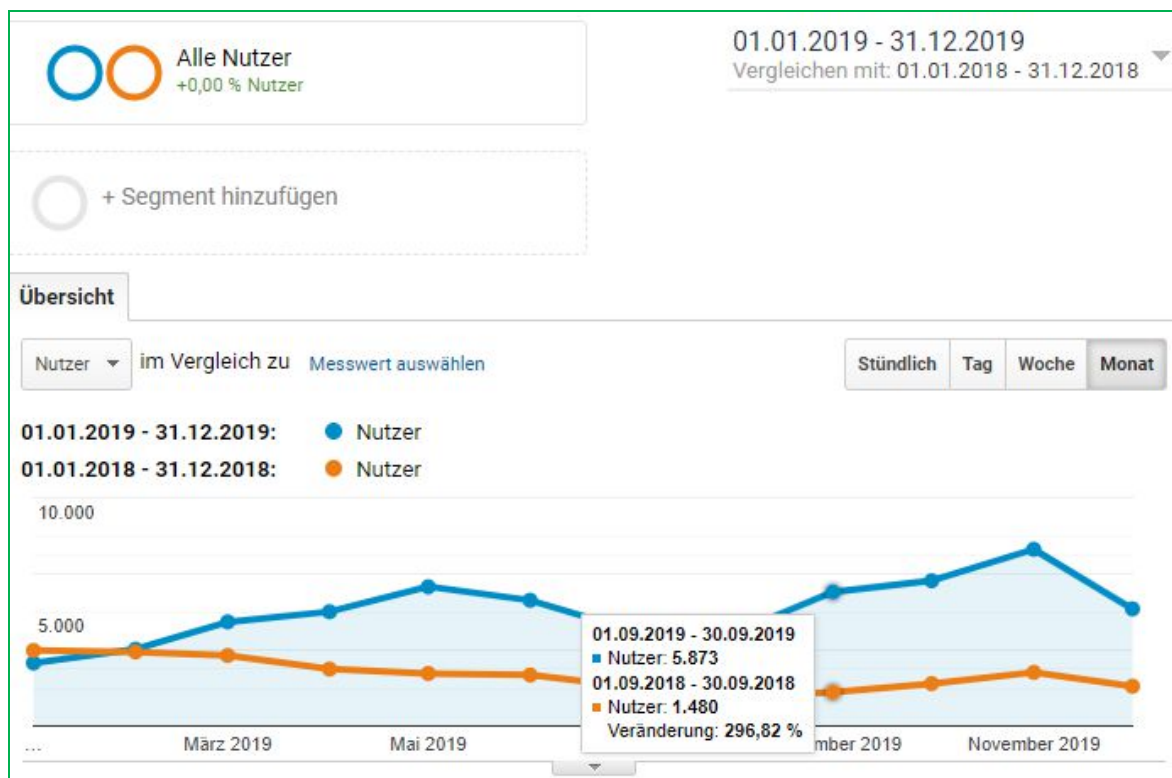 Alle Nutzer
+0,00 % Nutzer
01.01.2019 - 31.12.2019
Vergleichen mit: 01.01.2018 - 31.12.2018
+ Segment hinzufügen
Übersicht
Nutzer im Vergleich zu Messwert auswählen
Stündlich Tag Woche Monat
01.01.2019 - 31.12.2019: Nutzer
01.01.2018 - 31.12.2018: Nutzer
10.000
5.000
01.09.2019 - 30.09.2019
Nutzer: 5.873
01.09.2018 - 30.09.2018
Nutzer: 1.480
Veränderung: 296,82 %
... März 2019 Mai 2019 mber 2019 November 2019